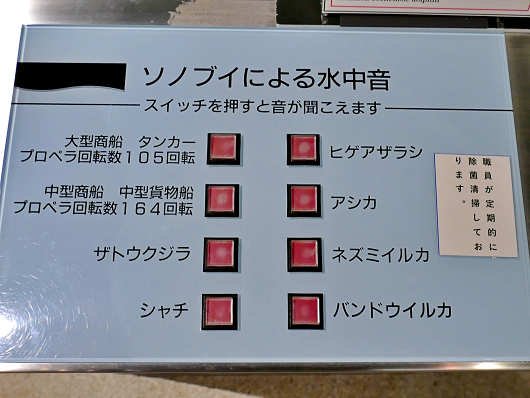 ソノブイによる水中音
スイッチを押すと音が聞こえます
大型商船　タンカー
プロペラ回転数105回転
ヒゲアザラシ
中型商船　中型貨物船
プロペラ回転数164回転
アシカ
ザトウクジラ
ネズミイルカ
シャチ
バンドウイルカ
職員が定期的に
除菌清掃してお
ります。